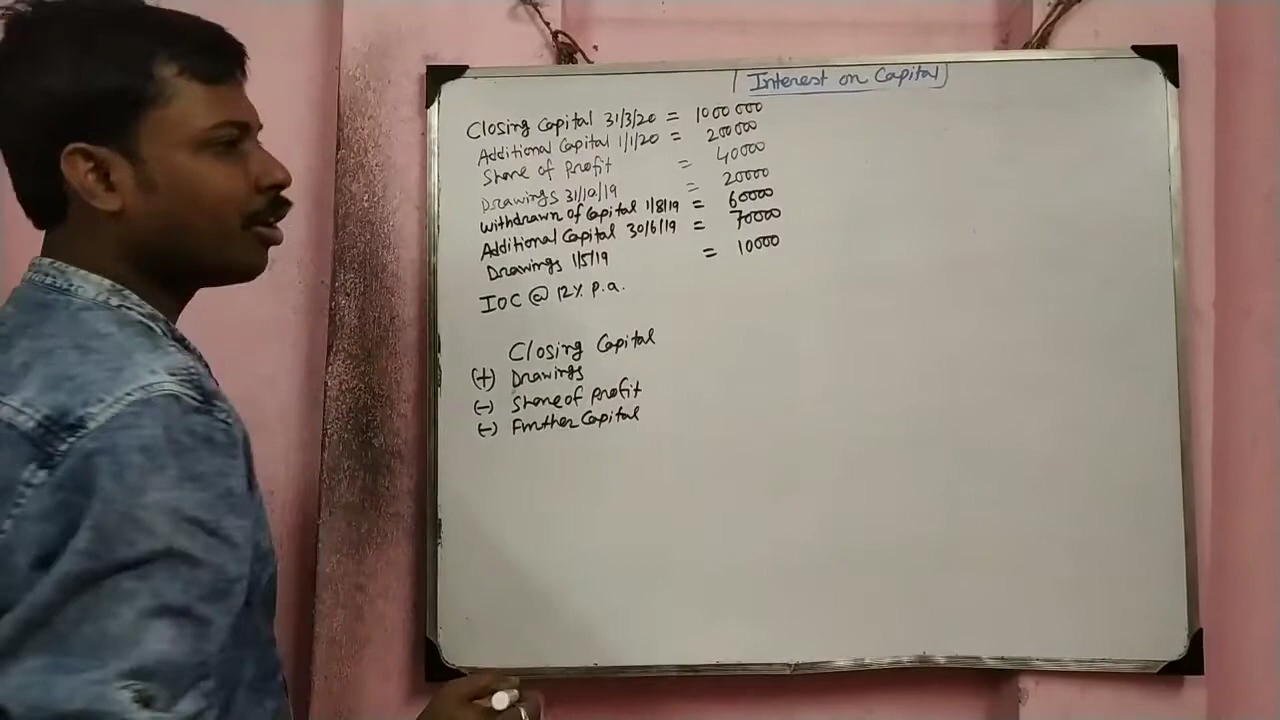 Interest on Capital
Closing Capital 31/3/20 = 1000000
Additional Capital 1/1/20 = 200000
Share of Profit = 40000
Drawings 31/10/19 = 20000
Withdrawn of Capital 1/8/19 = 60000
Additional Capital 30/6/19 = 70000
Drawings 1/5/19 = 10000
IOC @ 12% p.a.
Closing Capital
(+) Drawings
(-) Share of Profit
(-) Further Capital